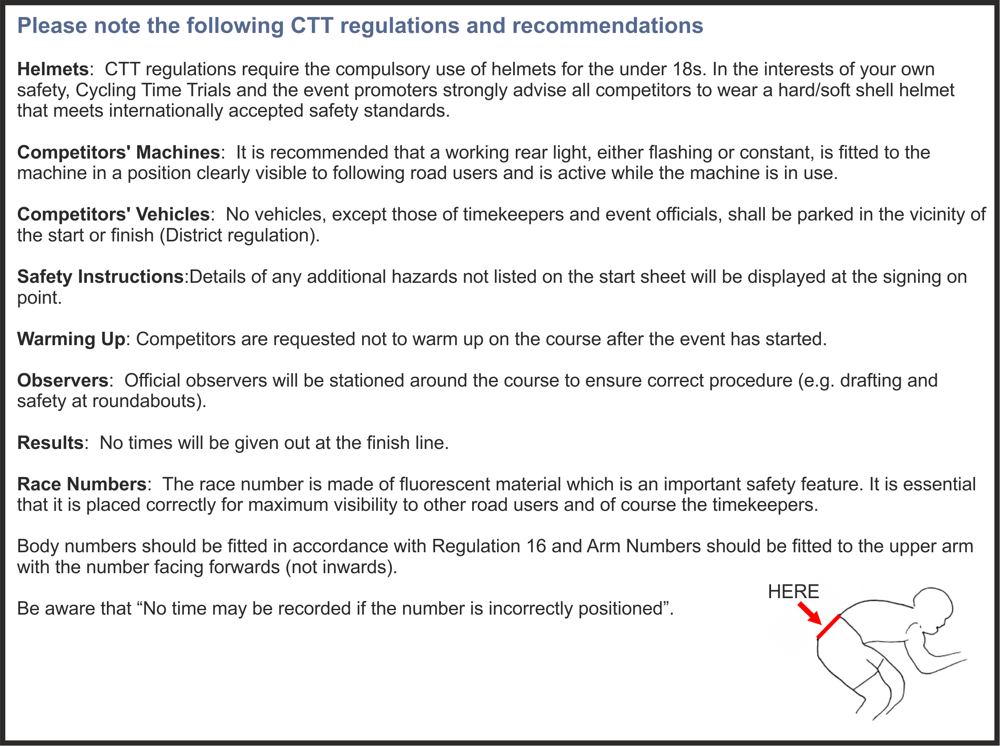 Please note the following CTT regulations and recommendations
Helmets:  CTT regulations require the compulsory use of helmets for the under 18s. In the interests of your own
safety, Cycling Time Trials and the event promoters strongly advise all competitors to wear a hard/soft shell helmet
that meets internationally accepted safety standards.
Competitors' Machines:  It is recommended that a working rear light, either flashing or constant, is fitted to the
machine in a position clearly visible to following road users and is active while the machine is in use.
Competitors' Vehicles:  No vehicles, except those of timekeepers and event officials, shall be parked in the vicinity of
the start or finish (District regulation).
Safety Instructions:Details of any additional hazards not listed on the start sheet will be displayed at the signing on
point.
Warming Up: Competitors are requested not to warm up on the course after the event has started.
Observers:  Official observers will be stationed around the course to ensure correct procedure (e.g. drafting and
safety at roundabouts).
Results:  No times will be given out at the finish line.
Race Numbers:  The race number is made of fluorescent material which is an important safety feature. It is essential
that it is placed correctly for maximum visibility to other road users and of course the timekeepers.
Body numbers should be fitted in accordance with Regulation 16 and Arm Numbers should be fitted to the upper arm
with the number facing forwards (not inwards).
Be aware that “No time may be recorded if the number is incorrectly positioned”.
HERE